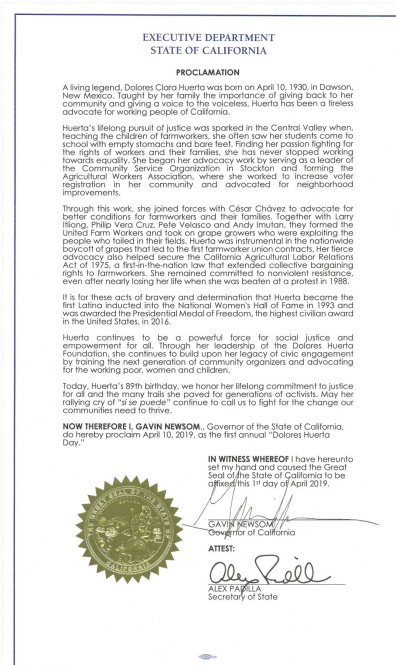 EXECUTIVE DEPARTMENT
STATE OF CALIFORNIA
PROCLAMATION
A living legend, Dolores Clara Huerta was born on April 10, 1930, in Dawson,
New Mexico. Taught by her family the importance of giving back to her
community and giving a voice to the voiceless, Huerta has been a tireless
advocate for working people of California.
Huerta's lifelong pursuit of justice was sparked in the Central Valley when,
teaching the children of farmworkers, she often saw her students come to
school with empty stomachs and bare feet. Finding her passion fighting for
the rights of workers and their families, she has never stopped working
towards equality. She began her advocacy work by serving as a leader of
the Community Service Organization in Stockton and forming the
Agricultural Workers Association, where she worked to increase voter
registration in her community and advocated for neighborhood
improvements.
Through this work, she joined forces with César Chávez to advocate for
better conditions for farmworkers and their families. Together with Larry
Itliong, Philip Vera Cruz, Pete Velasco and Andy Imutan, they formed the
United Farm Workers and took on grape growers who were exploiting the
people who toiled in their fields. Huerta was instrumental in the nationwide
boycott of grapes that led to the first farmworker union contracts. Her fierce
advocacy also helped secure the California Agricultural Labor Relations
Act of 1975, a first-in-the-nation law that extended collective bargaining
rights to farmworkers. She remained committed to nonviolent resistance,
even after nearly losing her life when she was beaten at a protest in 1988.
It is for these acts of bravery and determination that Huerta became the
first Latina inducted into the National Women's Hall of Fame in 1993 and
was awarded the Presidential Medal of Freedom, the highest civilian award
in the United States, in 2016.
Huerta continues to be a powerful force for social justice and
empowerment for all. Through her leadership of the Dolores Huerta
Foundation, she continues to build upon her legacy of civic engagement
by training the next generation of community organizers and advocating
for the working poor, women and children.
Today, Huerta's 89th birthday, we honor her lifelong commitment to justice
for all and the many trails she paved for generations of activists. May her
rallying cry of "sí se puede" continue to call us to fight for the change our
communities need to thrive.
NOW THEREFORE I, GAVIN NEWSOM., Governor of the State of California,
do hereby proclaim April 10, 2019, as the first annual "Dolores Huerta
Day."
IN WITNESS WHEREOF I have hereunto
set my hand and caused the Great
Seal of the State of California to be
affixed this 1st day of April 2019.
GAVIN NEWSOM
Governor of California
ATTEST:
Alex Padilla
ALEX PADILLA
Secretary of State